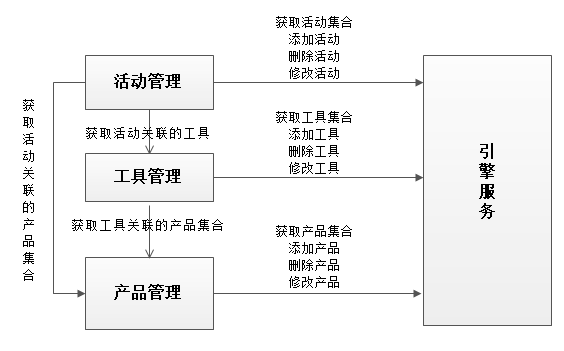 获取活动集合
添加活动
删除活动
修改活动
活动管理
获取活动关联的产品集合
获取活动关联的工具
获取工具集合
添加工具
删除工具
修改工具
工具管理
引擎服务
获取工具关联的产品集合
获取产品集合
添加产品
删除产品
修改产品
产品管理